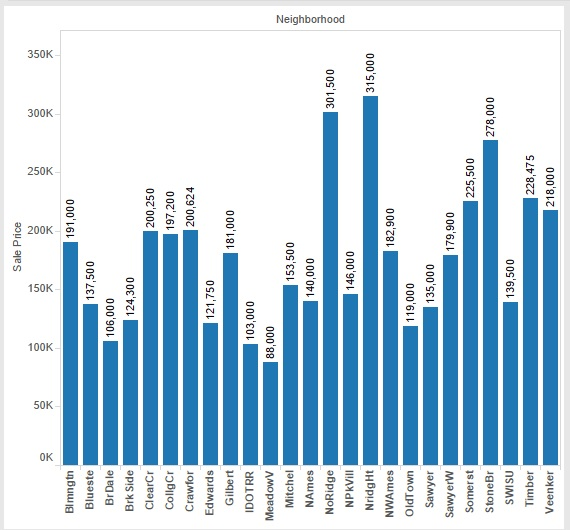 Neighborhood
Sale Price
350K
300K
250K
200K
150K
100K
50K
0K
191,000
137,500
106,000
124,300
200,250
197,200
200,624
121,750
181,000
103,000
88,000
153,500
140,000
301,500
146,000
315,000
182,900
119,000
135,000
179,900
225,500
278,000
139,500
228,475
218,000
Blmngtn
Blueste
BrDale
BrkSide
ClearCr
CollgCr
Crawfor
Edwards
Gilbert
IDOTRR
MeadowV
Mitchel
NAmes
NoRidge
NPkVill
NridgHt
NWAmes
OldTown
Sawyer
SawyerW
Somerst
StoneBr
SWISU
Timber
Veenker